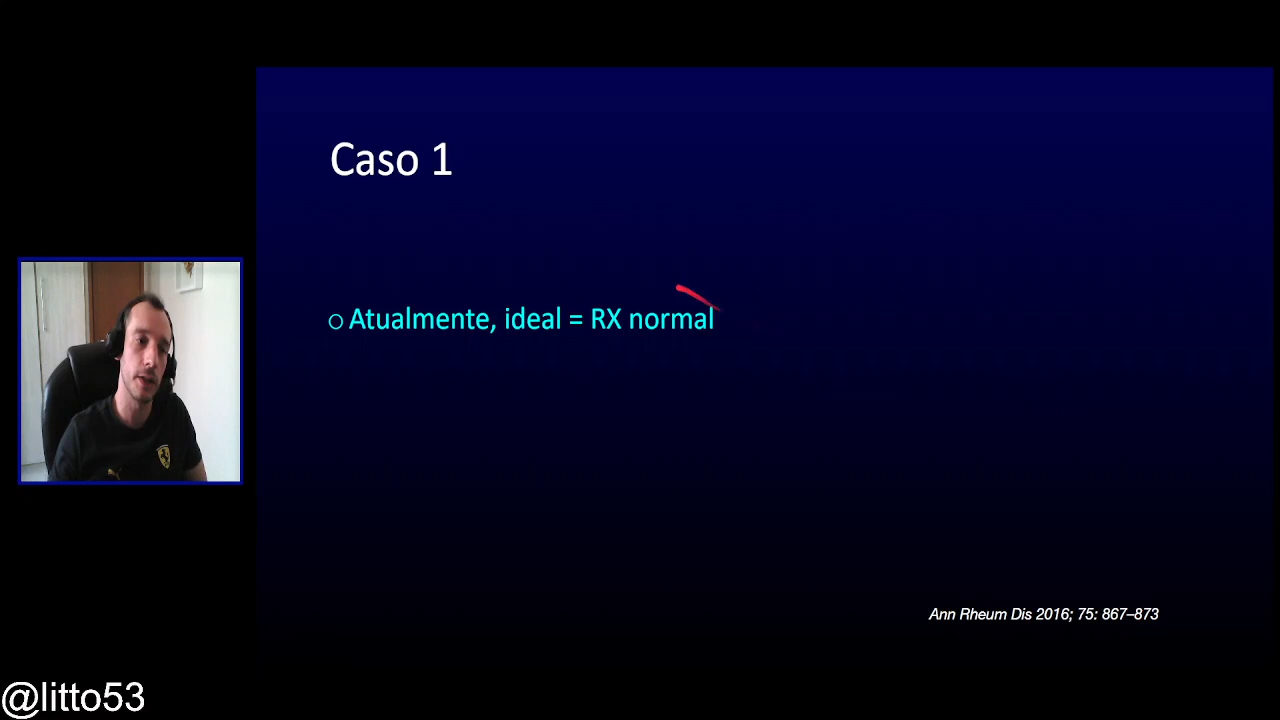 Caso 1
Atualmente, ideal = RX normal
Ann Rheum Dis 2016; 75: 867–873
@litto53